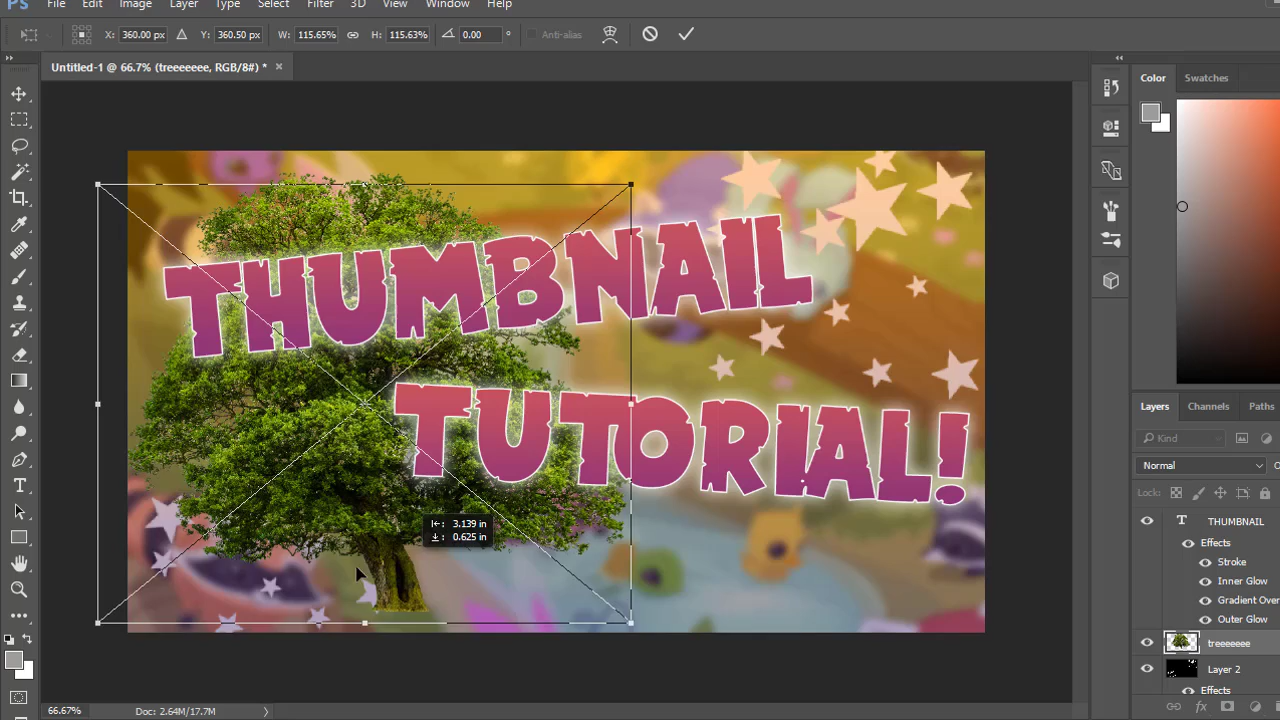 Ps File Edit Image Layer Type Select Filter 3D View Window Help
X: 360.00 px Y: 360.50 px W: 115.65% H: 115.63% 0.00 ° Anti-alias
Untitled-1 @ 66.7% (treeeeeee, RGB/8#) * ×
Color Swatches
THUMBNAIL
TUTORIAL!
3.139 in
0.625 in
Layers Channels Paths
Kind
Normal
Lock:
T THUMBNAIL
Effects
Stroke
Inner Glow
Gradient Over
Outer Glow
treeeeeee
Layer 2
Effects
66.67% Doc: 2.64M/17.7M
fx